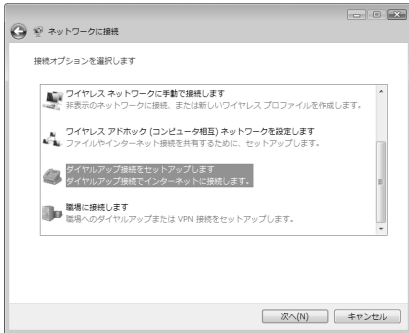 ネットワークに接続
接続オプションを選択します
ワイヤレス ネットワークに手動で接続します
非表示のネットワークに接続、または新しいワイヤレス プロファイルを作成します。
ワイヤレス アドホック (コンピュータ相互) ネットワークを設定します
ファイルやインターネット接続を共有するために、セットアップします。
ダイヤルアップ接続をセットアップします
ダイヤルアップ接続でインターネットに接続します。
職場に接続します
職場へのダイヤルアップまたは VPN 接続をセットアップします。
次へ(N)
キャンセル